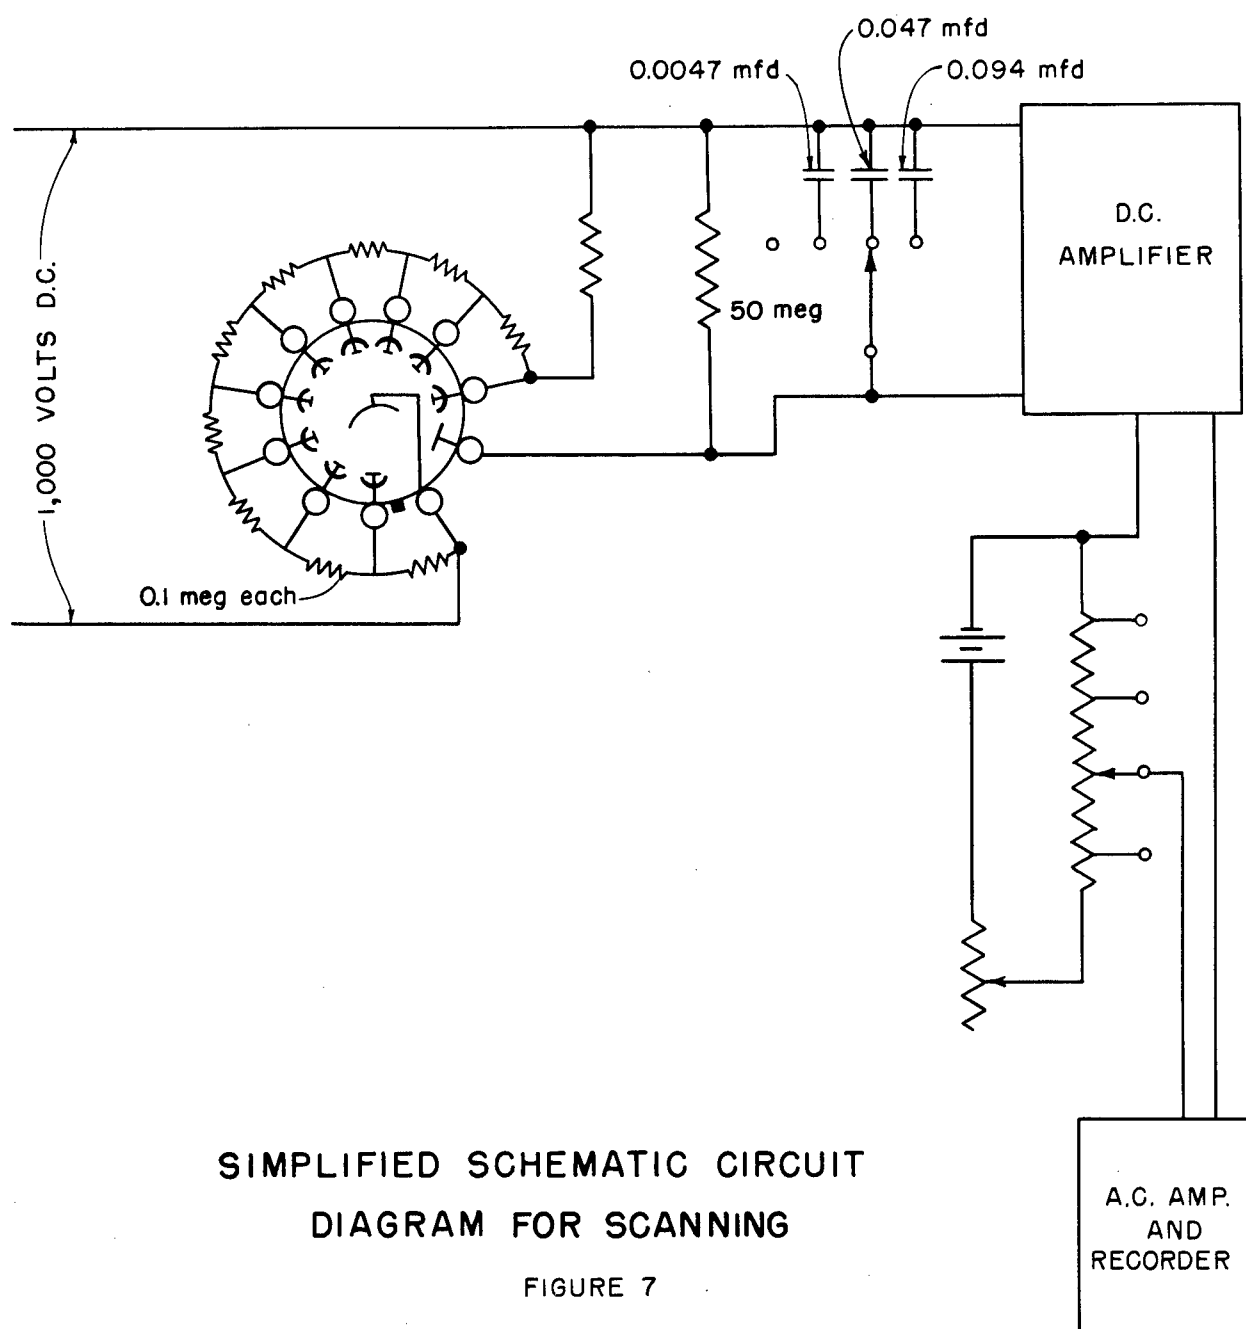 0.047 mfd
0.0047 mfd
0.094 mfd
1,000 VOLTS D.C.
D.C.
AMPLIFIER
50 meg
0.1 meg each
SIMPLIFIED SCHEMATIC CIRCUIT
DIAGRAM FOR SCANNING
FIGURE 7
A.C. AMP.
AND
RECORDER